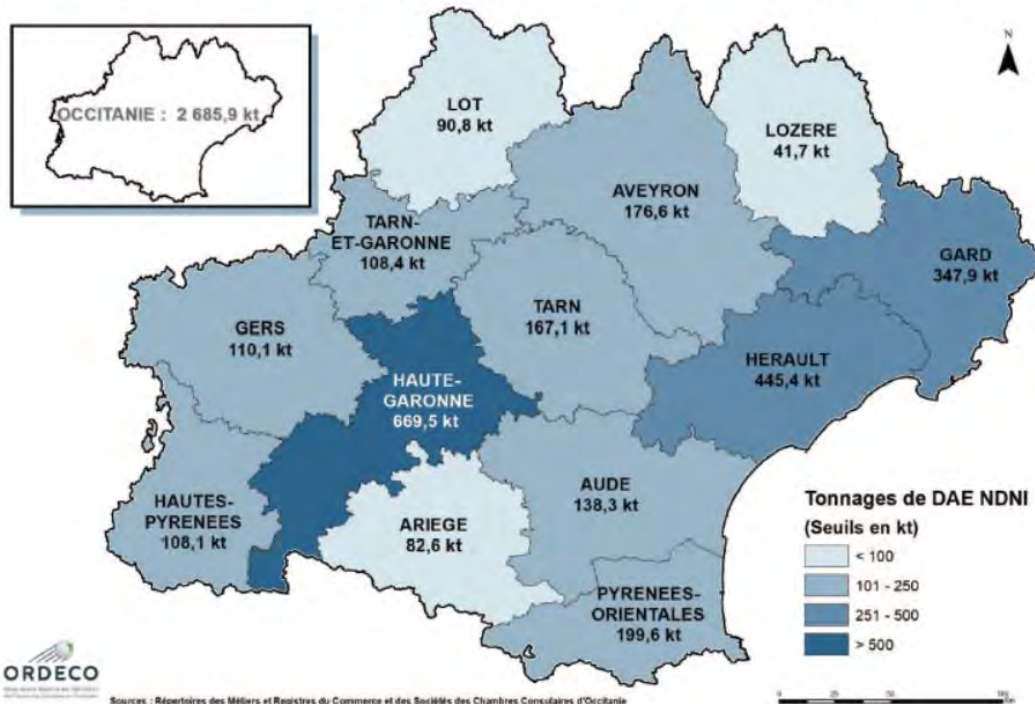 OCCITANIE : 2 685,9 kt
N
LOT
90,8 kt
LOZERE
41,7 kt
AVEYRON
176,6 kt
TARN-
ET-GARONNE
108,4 kt
GARD
347,9 kt
TARN
167,1 kt
GERS
110,1 kt
HERAULT
445,4 kt
HAUTE-
GARONNE
669,5 kt
AUDE
138,3 kt
HAUTES-
PYRENEES
108,1 kt
ARIEGE
82,6 kt
PYRENEES-
ORIENTALES
199,6 kt
Tonnages de DAE NDNI
(Seuils en kt)
< 100
101 - 250
251 - 500
> 500
ORDECO
Sources : Répertoires des Métiers et Registres du Commerce et des Sociétés des Chambres Consulaires d'Occitanie